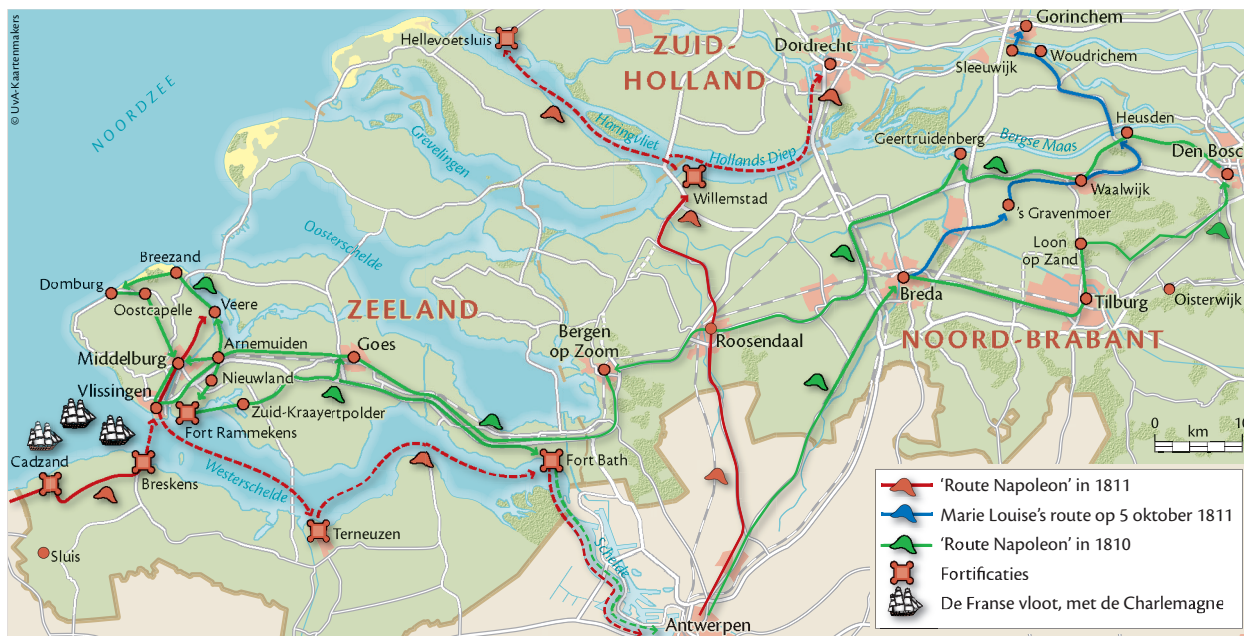 © UvA-Kaartenmakers
NOORDZEE
Hellevoetsluis
ZUID-
HOLLAND
Dordrecht
Gorinchem
Sleeuwijk
Woudrichem
Haringvliet
Grevelingen
Hollands Diep
Geertruidenberg
Bergse Maas
Heusden
Den Bosc
Willemstad
Waalwijk
's Gravenmoer
Oosterschelde
Loon
op Zand
Breezand
Domburg
Oostcapelle
Veere
ZEELAND
Breda
Tilburg
Oisterwijk
NOORD-BRABANT
Bergen
op Zoom
Roosendaal
Middelburg
Arnemuiden
Goes
Nieuwland
Vlissingen
Zuid-Kraayertpolder
Fort Rammekens
Cadzand
Breskens
Westerschelde
Fort Bath
Terneuzen
Sluis
Schelde
Antwerpen
0 10
km
‘Route Napoleon’ in 1811
Marie Louise's route op 5 oktober 1811
‘Route Napoleon’ in 1810
Fortificaties
De Franse vloot, met de Charlemagne